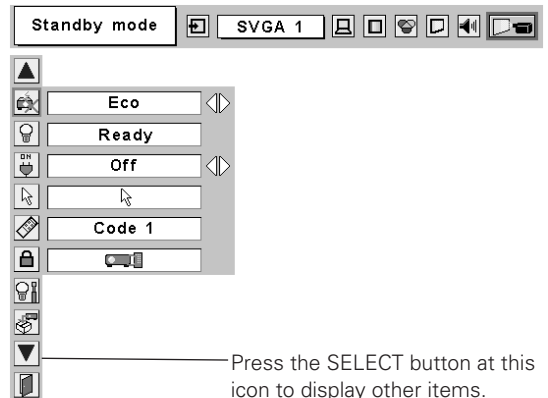 Standby mode
SVGA 1
Eco
Ready
ON
Off
Code 1
Press the SELECT button at this
icon to display other items.